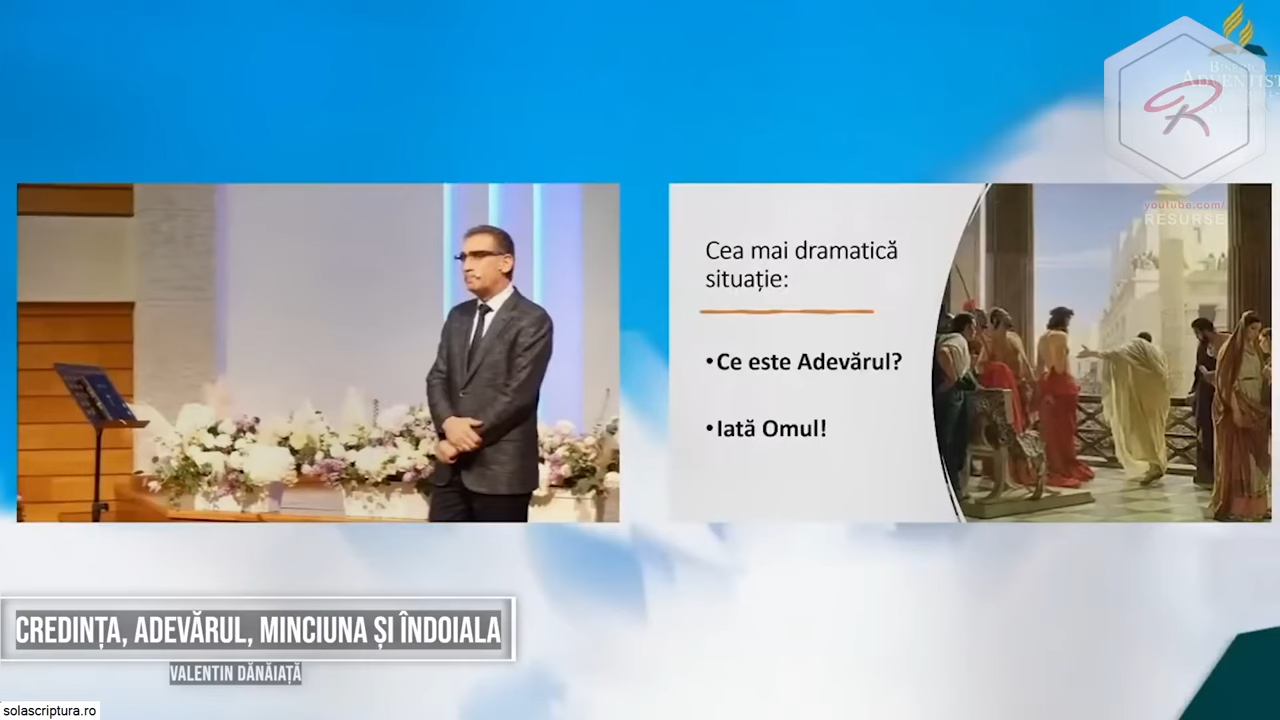 ADVENTIST
youtube.com/
RESURSE
Cea mai dramatică
situație:
•Ce este Adevărul?
•Iată Omul!
CREDINȚA, ADEVĂRUL, MINCIUNA ȘI ÎNDOIALA
VALENTIN DĂNĂIAȚĂ
solascriptura.ro